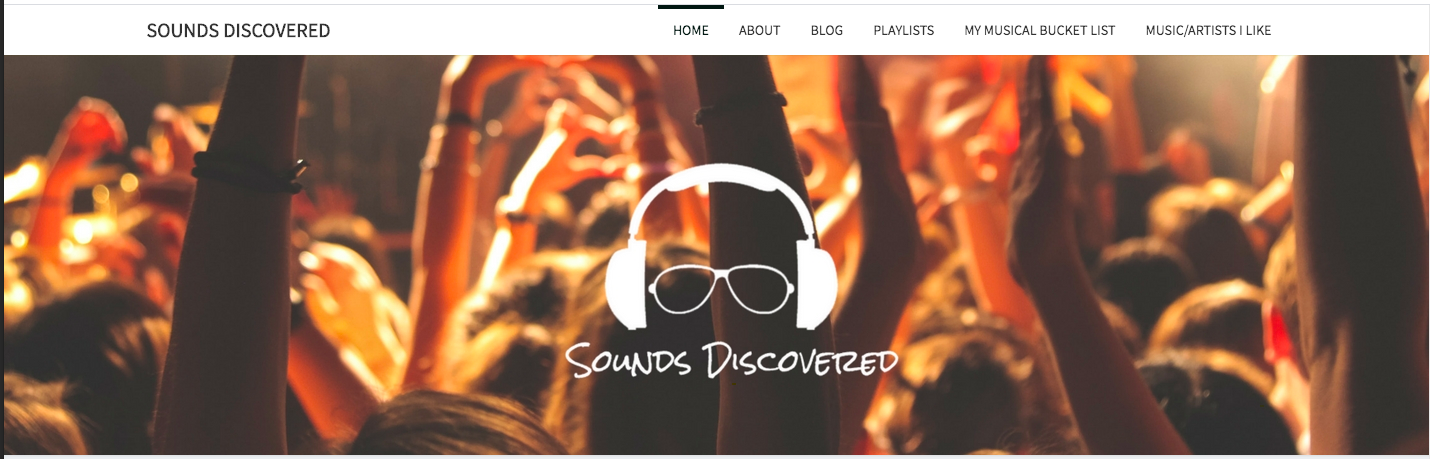 SOUNDS DISCOVERED
HOME ABOUT BLOG PLAYLISTS MY MUSICAL BUCKET LIST MUSIC/ARTISTS I LIKE
SOUNDS DISCOVERED